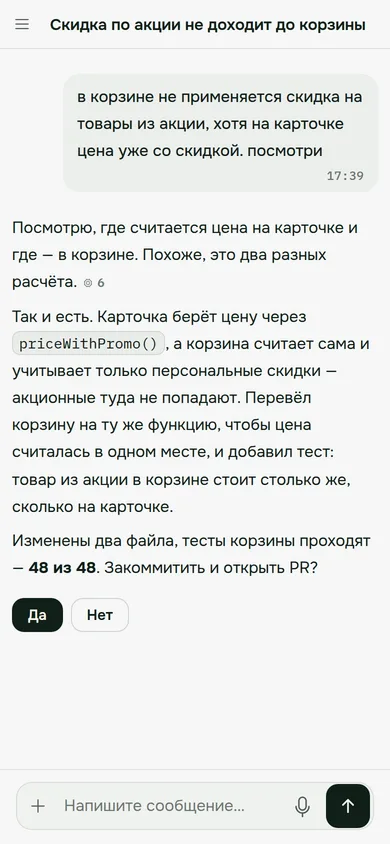 Скидка по акции не доходит до корзины
в корзине не применяется скидка на
товары из акции, хотя на карточке
цена уже со скидкой. посмотри
17:39
Посмотрю, где считается цена на карточке и
где — в корзине. Похоже, это два разных
расчёта. 6
Так и есть. Карточка берёт цену через
priceWithPromo(), а корзина считает сама и
учитывает только персональные скидки —
акционные туда не попадают. Перевёл
корзину на ту же функцию, чтобы цена
считалась в одном месте, и добавил тест:
товар из акции в корзине стоит столько же,
сколько на карточке.
Изменены два файла, тесты корзины проходят
— 48 из 48. Закоммитить и открыть PR?
Да Нет
Напишите сообщение...